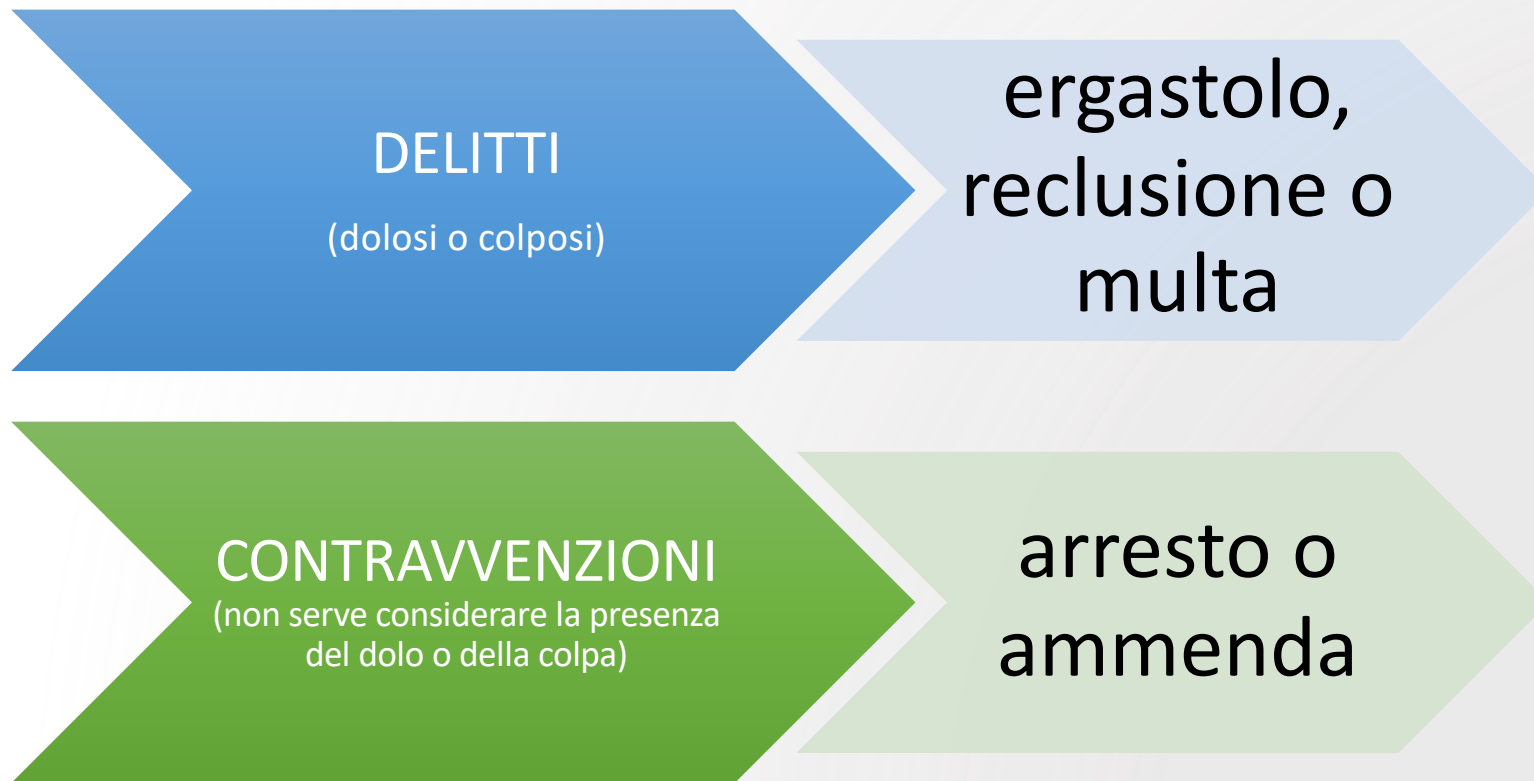 DELITTI
(dolosi o colposi)
ergastolo,
reclusione o
multa
CONTRAVVENZIONI
(non serve considerare la presenza
del dolo o della colpa)
arresto o
ammenda